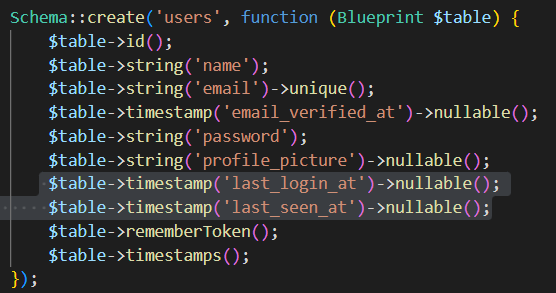 Schema::create('users', function (Blueprint $table) {
    $table->id();
    $table->string('name');
    $table->string('email')->unique();
    $table->timestamp('email_verified_at')->nullable();
    $table->string('password');
    $table->string('profile_picture')->nullable();
    $table->timestamp('last_login_at')->nullable();
    $table->timestamp('last_seen_at')->nullable();
    $table->rememberToken();
    $table->timestamps();
});